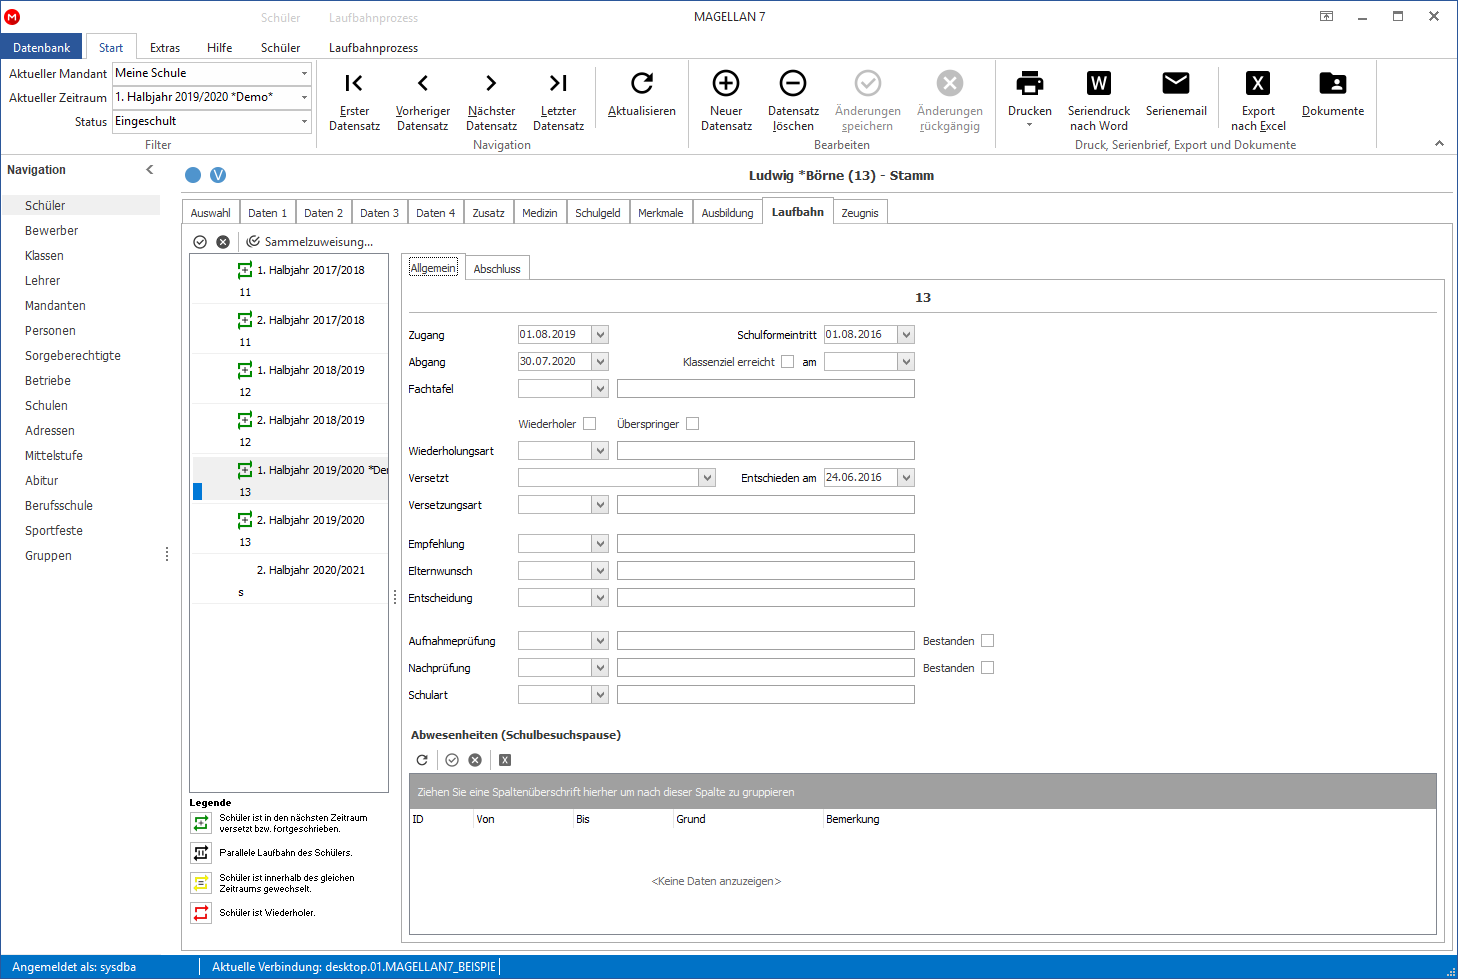 Schüler
Laufbahnprozess
MAGELLAN 7
Datenbank
Start
Extras
Hilfe
Schüler
Laufbahnprozess
Aktueller Mandant
Meine Schule
Aktueller Zeitraum
1. Halbjahr 2019/2020 *Demo*
Status
Eingeschult
Filter
Erster
Datensatz
Vorheriger
Datensatz
Nächster
Datensatz
Letzter
Datensatz
Navigation
Aktualisieren
Neuer
Datensatz
Datensatz
löschen
Änderungen
speichern
Änderungen
rückgängig
Bearbeiten
Drucken
W
Seriendruck
nach Word
Serienemail
X
Export
nach Excel
Dokumente
Druck, Serienbrief, Export und Dokumente
Navigation
Schüler
Bewerber
Klassen
Lehrer
Mandanten
Personen
Sorgeberechtigte
Betriebe
Schulen
Adressen
Mittelstufe
Abitur
Berufsschule
Sportfeste
Gruppen
V
Ludwig *Börne (13) - Stamm
Auswahl
Daten 1
Daten 2
Daten 3
Daten 4
Zusatz
Medizin
Schulgeld
Merkmale
Ausbildung
Laufbahn
Zeugnis
Sammelzuweisung...
1. Halbjahr 2017/2018
11
2. Halbjahr 2017/2018
11
1. Halbjahr 2018/2019
12
2. Halbjahr 2018/2019
12
1. Halbjahr 2019/2020 *De
13
2. Halbjahr 2019/2020
13
2. Halbjahr 2020/2021
s
Legende
Schüler ist in den nächsten Zeitraum
versetzt bzw. fortgeschrieben.
Parallele Laufbahn des Schülers.
Schüler ist innerhalb des gleichen
Zeitraums gewechselt.
Schüler ist Wiederholer.
Allgemein
Abschluss
13
Zugang
01.08.2019
Schulformeintritt
01.08.2016
Abgang
30.07.2020
Klassenziel erreicht
am
Fachtafel
Wiederholer
Überspringer
Wiederholungsart
Versetzt
Entschieden am
24.06.2016
Versetzungsart
Empfehlung
Elternwunsch
Entscheidung
Aufnahmeprüfung
Bestanden
Nachprüfung
Bestanden
Schulart
Abwesenheiten (Schulbesuchspause)
X
Ziehen Sie eine Spaltenüberschrift hierher um nach dieser Spalte zu gruppieren
ID
Von
Bis
Grund
Bemerkung
<Keine Daten anzuzeigen>
Angemeldet als: sysdba
Aktuelle Verbindung: desktop.01.MAGELLAN7_BEISPIE